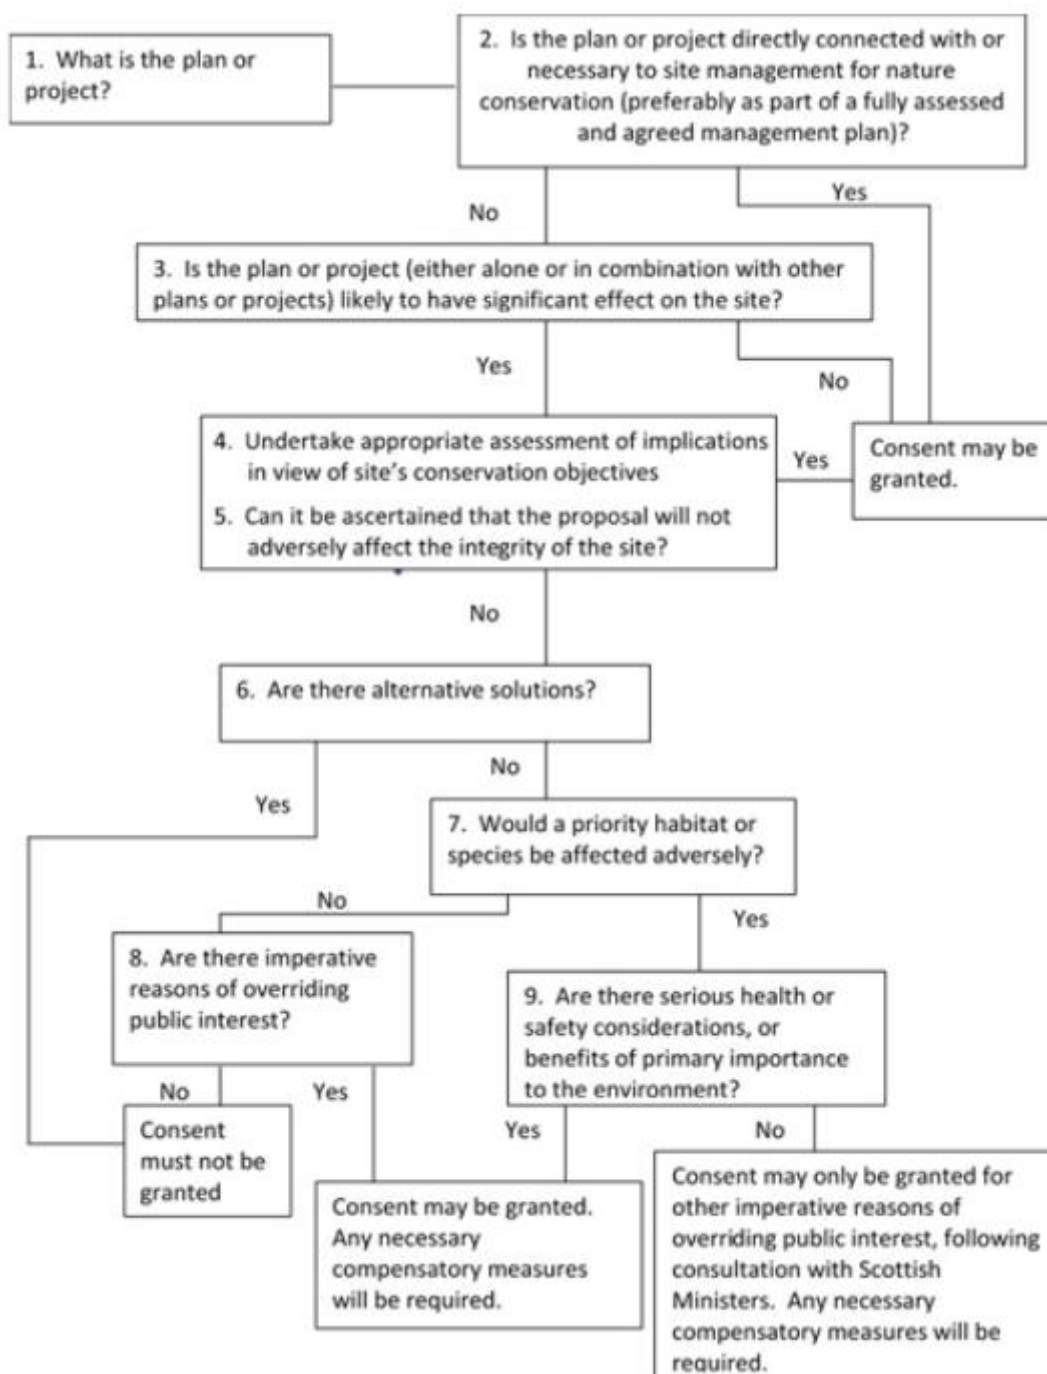 1. What is the plan or
project?
2. Is the plan or project directly connected with or
necessary to site management for nature
conservation (preferably as part of a fully assessed
and agreed management plan)?
No
Yes
3. Is the plan or project (either alone or in combination with other
plans or projects) likely to have significant effect on the site?
Yes
No
4. Undertake appropriate assessment of implications
in view of site's conservation objectives
5. Can it be ascertained that the proposal will not
adversely affect the integrity of the site?
Yes
Consent may be
granted.
No
6. Are there alternative solutions?
Yes
No
7. Would a priority habitat or
species be affected adversely?
No
Yes
8. Are there imperative
reasons of overriding
public interest?
9. Are there serious health or
safety considerations, or
benefits of primary importance
to the environment?
No
Yes
Yes
No
Consent
must not be
granted
Consent may be granted.
Any necessary
compensatory measures
will be required.
Consent may only be granted for
other imperative reasons of
overriding public interest, following
consultation with Scottish
Ministers. Any necessary
compensatory measures will be
required.